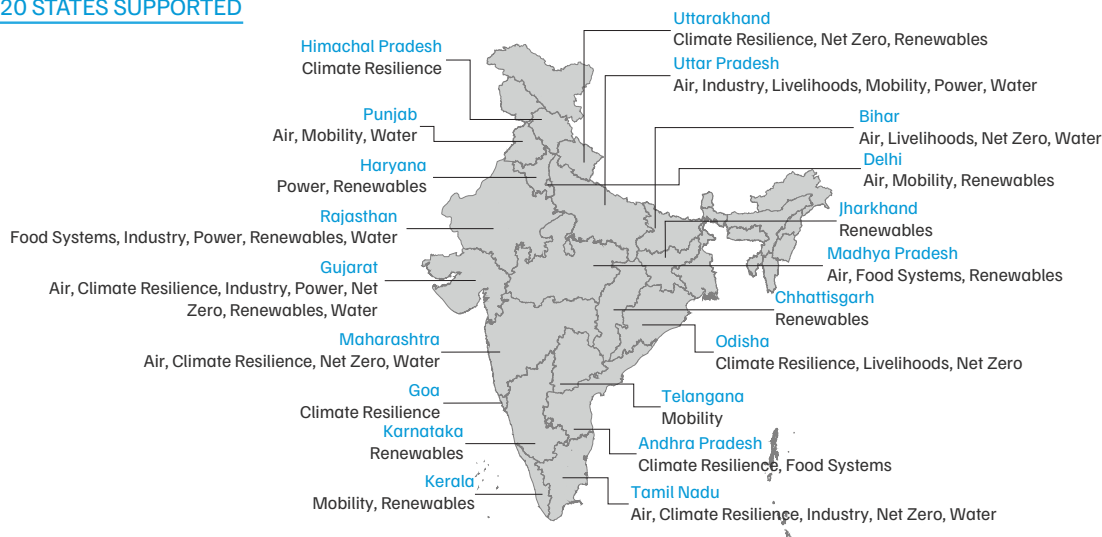 20 STATES SUPPORTED
Himachal Pradesh
Climate Resilience
Punjab
Air, Mobility, Water
Haryana
Power, Renewables
Rajasthan
Food Systems, Industry, Power, Renewables, Water
Gujarat
Air, Climate Resilience, Industry, Power, Net
Zero, Renewables, Water
Maharashtra
Air, Climate Resilience, Net Zero, Water
Goa
Climate Resilience
Karnataka
Renewables
Kerala
Mobility, Renewables
Uttarakhand
Climate Resilience, Net Zero, Renewables
Uttar Pradesh
Air, Industry, Livelihoods, Mobility, Power, Water
Bihar
Air, Livelihoods, Net Zero, Water
Delhi
Air, Mobility, Renewables
Jharkhand
Renewables
Madhya Pradesh
Air, Food Systems, Renewables
Chhattisgarh
Renewables
Odisha
Climate Resilience, Livelihoods, Net Zero
Telangana
Mobility
Andhra Pradesh
Climate Resilience, Food Systems
Tamil Nadu
Air, Climate Resilience, Industry, Net Zero, Water